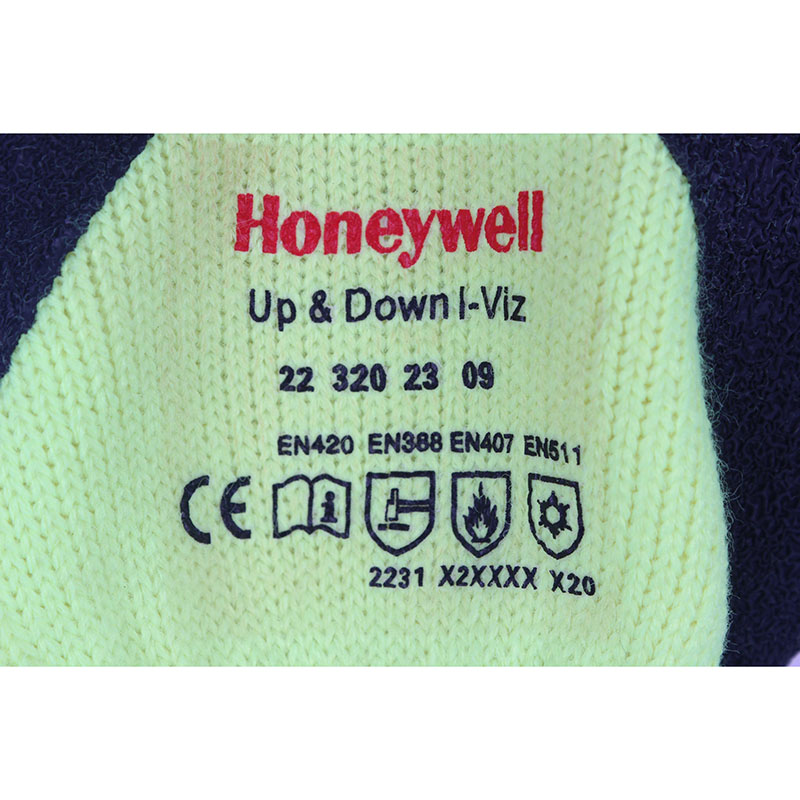 Honeywell
Up & Down I-Viz
22 320 23 09
EN420 EN388 EN407 EN511
CE i
2231 X2XXXX X20